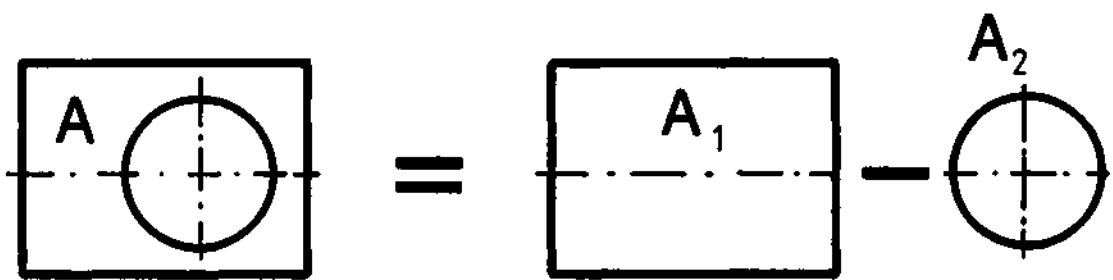 A = A₁ − A₂